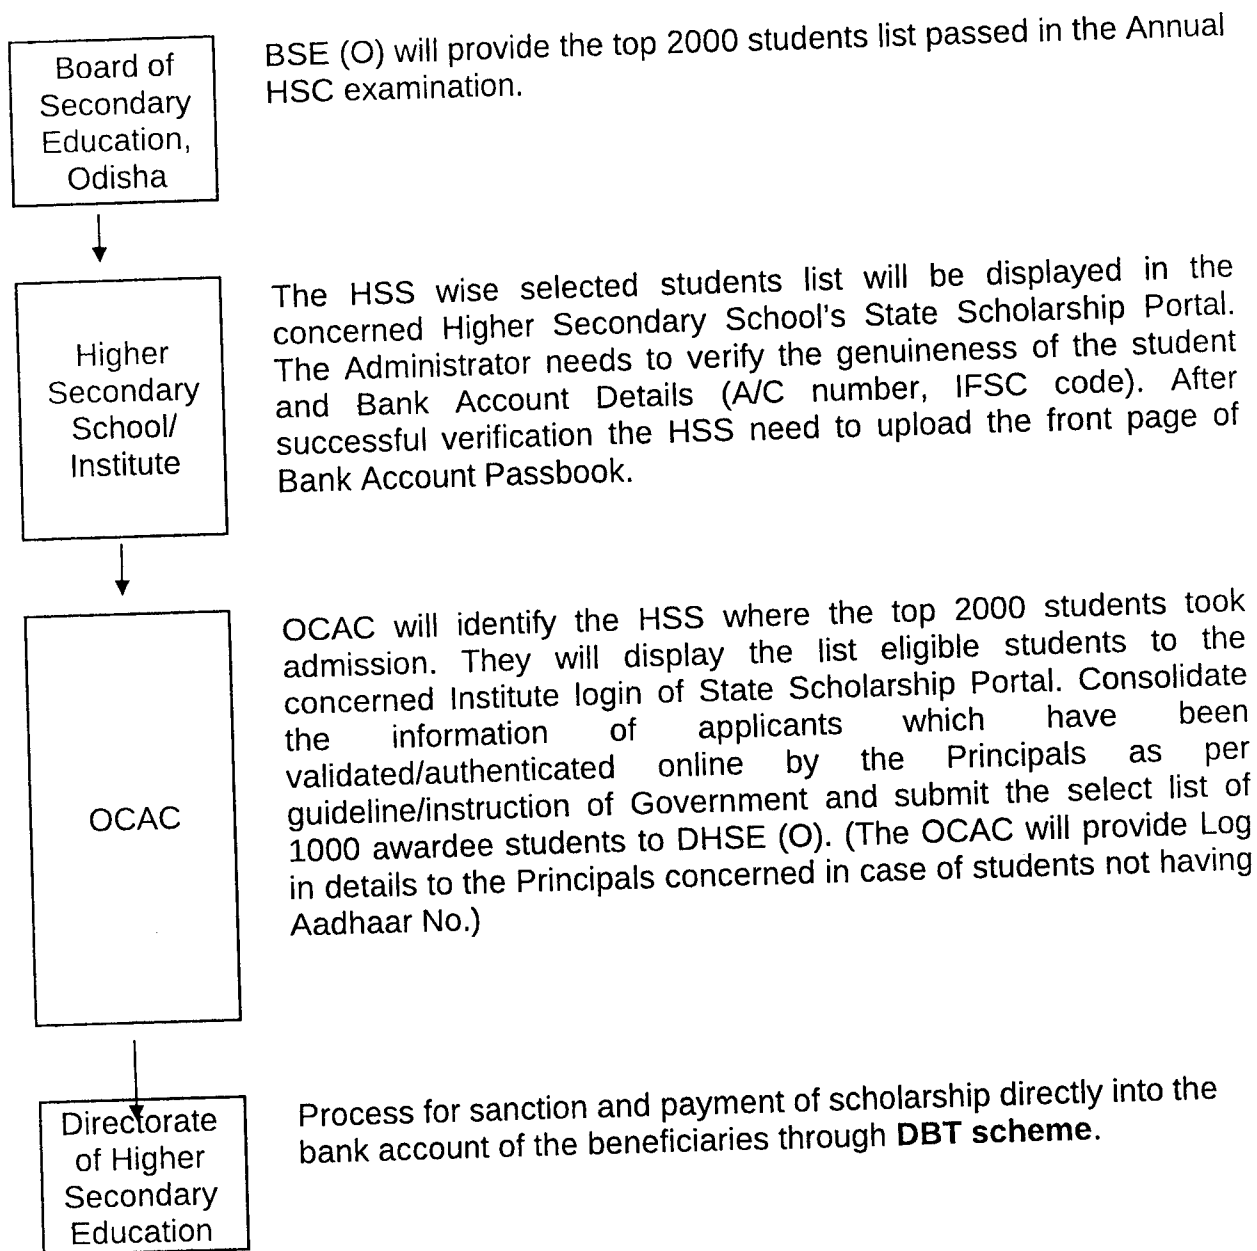 Board of
Secondary
Education,
Odisha
BSE (O) will provide the top 2000 students list passed in the Annual
HSC examination.
Higher
Secondary
School/
Institute
The HSS wise selected students list will be displayed in the
concerned Higher Secondary School's State Scholarship Portal.
The Administrator needs to verify the genuineness of the student
and Bank Account Details (A/C number, IFSC code). After
successful verification the HSS need to upload the front page of
Bank Account Passbook.
OCAC
OCAC will identify the HSS where the top 2000 students took
admission. They will display the list eligible students to the
concerned Institute login of State Scholarship Portal. Consolidate
the information of applicants which have been
validated/authenticated online by the Principals as per
guideline/instruction of Government and submit the select list of
1000 awardee students to DHSE (O). (The OCAC will provide Log
in details to the Principals concerned in case of students not having
Aadhaar No.)
Directorate
of Higher
Secondary
Education
Process for sanction and payment of scholarship directly into the
bank account of the beneficiaries through DBT scheme.